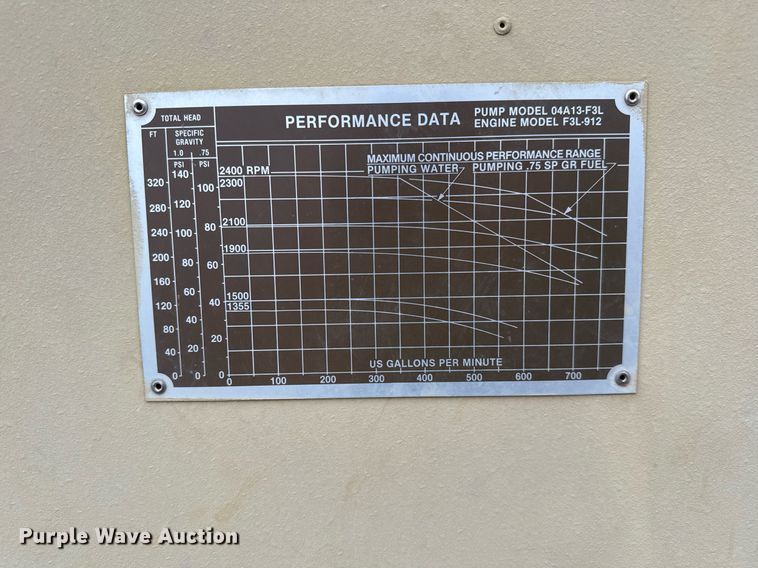 TOTAL HEAD
PERFORMANCE DATA
PUMP MODEL 04A13-F3L
ENGINE MODEL F3L-912
FT
SPECIFIC
GRAVITY
1.0 .75
PSI PSI
MAXIMUM CONTINUOUS PERFORMANCE RANGE
PUMPING WATER PUMPING .75 SP GR FUEL
2400 RPM
2300
2100
1900
1500
1355
320
280
240
200
160
120
80
40
0
140
120
100
80
60
40
20
0
100
80
60
40
20
0
US GALLONS PER MINUTE
0 100 200 300 400 500 600 700
Purple Wave Auction